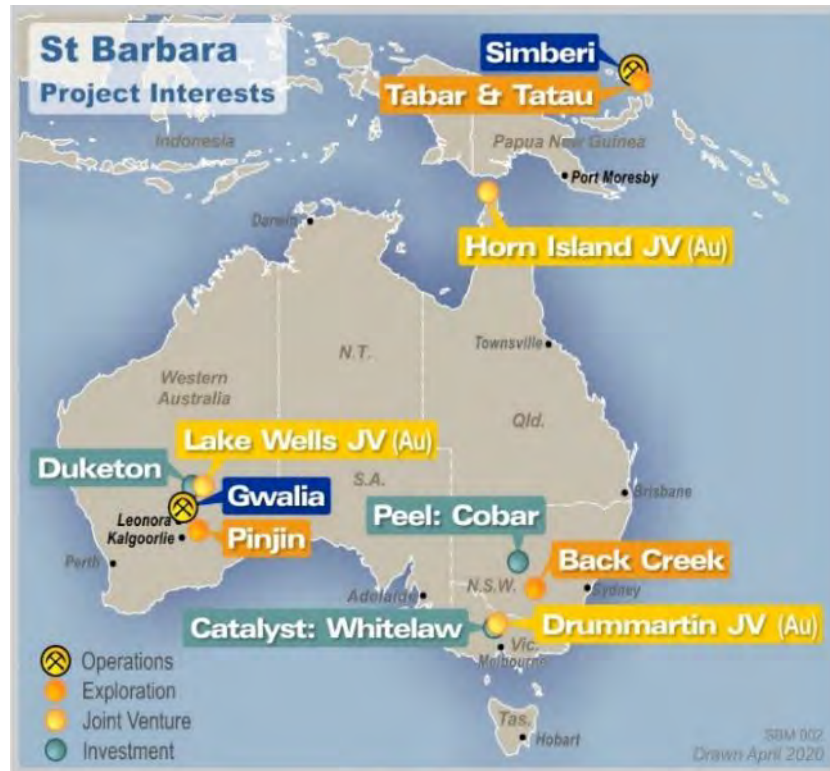 St Barbara
Project Interests
Simberi
Tabar & Tatau
Indonesia
Papua New Guinea
Port Moresby
Darwin
Horn Island JV (Au)
N.T.
Townsville
Western
Australia
Qld.
Lake Wells JV (Au)
Duketon
S.A.
Gwalia
Brisbane
Peel: Cobar
Leonora
Kalgoorlie
Pinjin
Perth
Back Creek
N.S.W.
Adelaide
Sydney
Catalyst: Whitelaw
Drummartin JV (Au)
Vic.
Melbourne
Operations
Exploration
Joint Venture
Investment
Tas.
Hobart
SBM 002
Drawn April 2020